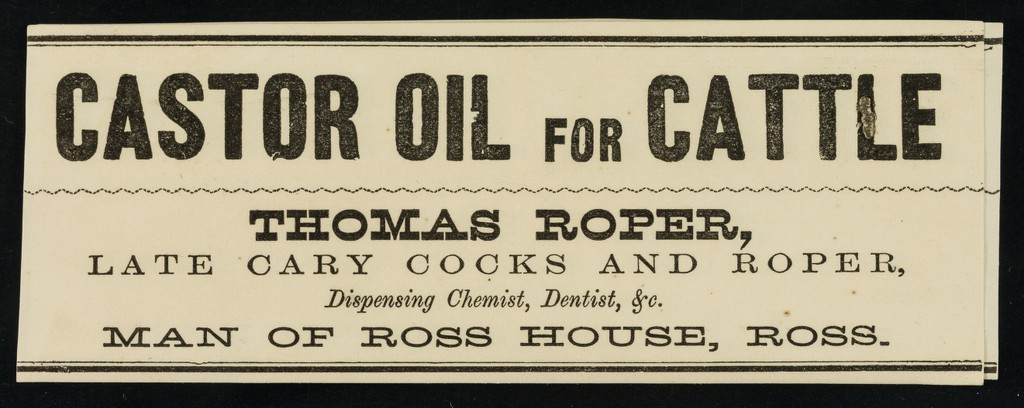 CASTOR OIL FOR CATTLE
THOMAS ROPER,
LATE CARY COCKS AND ROPER,
Dispensing Chemist, Dentist, &c.
MAN OF ROSS HOUSE, ROSS.